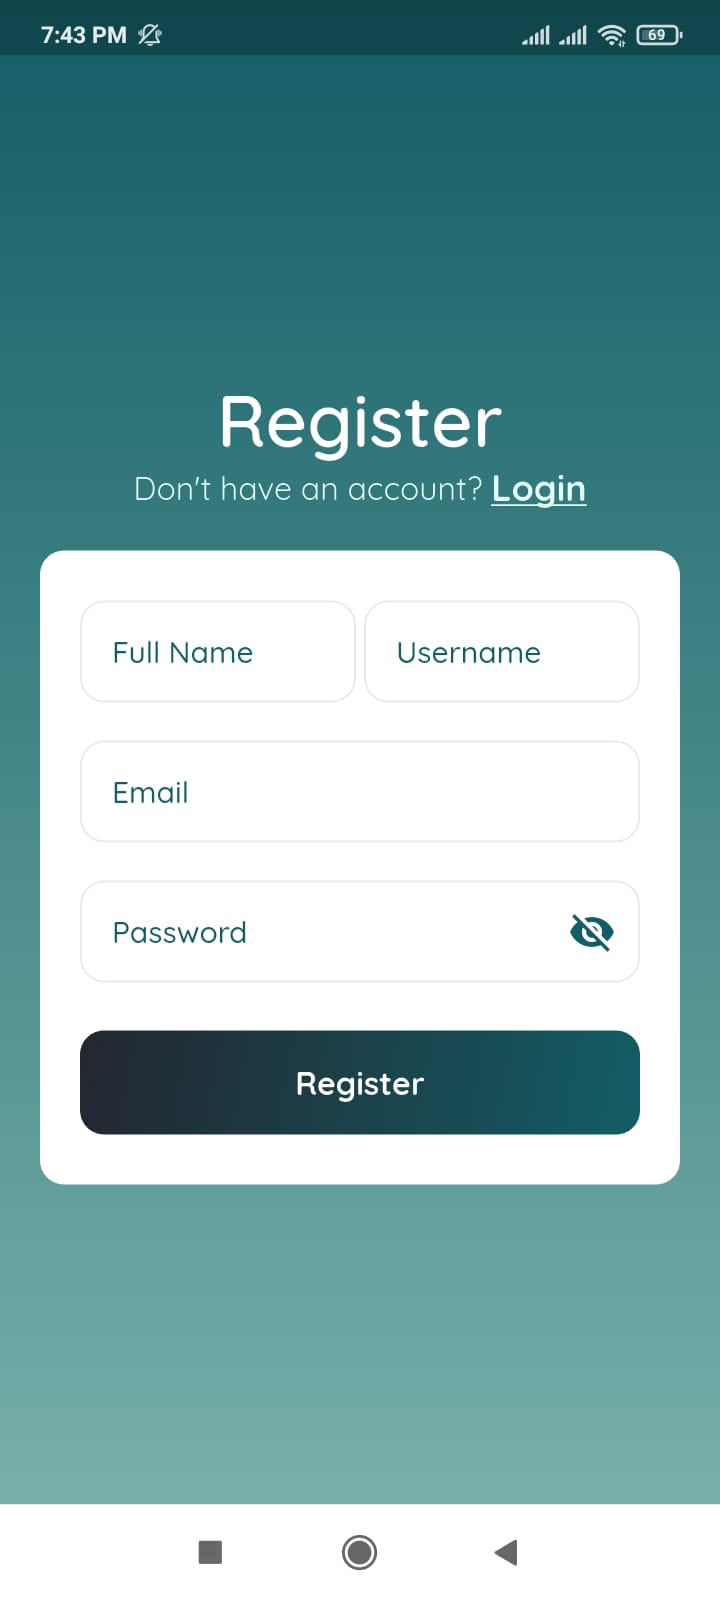 7:43 PM 69
Register
Don't have an account? Login
Full Name Username
Email
Password
Register